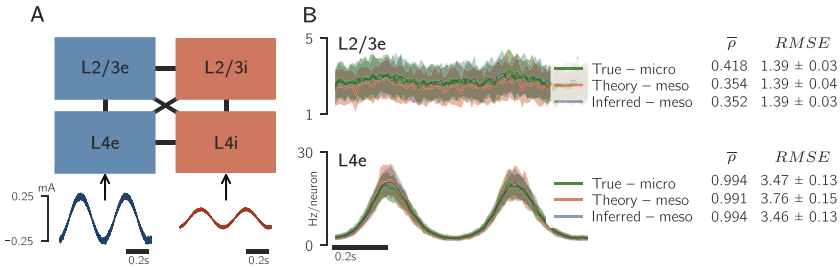 A
L2/3e
L2/3i
L4e
L4i
mA
0.25
−0.25
0.2s
0.2s
B
5
1
L2/3e
True − micro
Theory − meso
Inferred − meso
ρ̅ RMSE
0.418 1.39 ± 0.03
0.354 1.39 ± 0.04
0.352 1.39 ± 0.03
Hz/neuron
30
0
L4e
0.2s
True − micro
Theory − meso
Inferred − meso
ρ̅ RMSE
0.994 3.47 ± 0.13
0.991 3.76 ± 0.15
0.994 3.46 ± 0.13